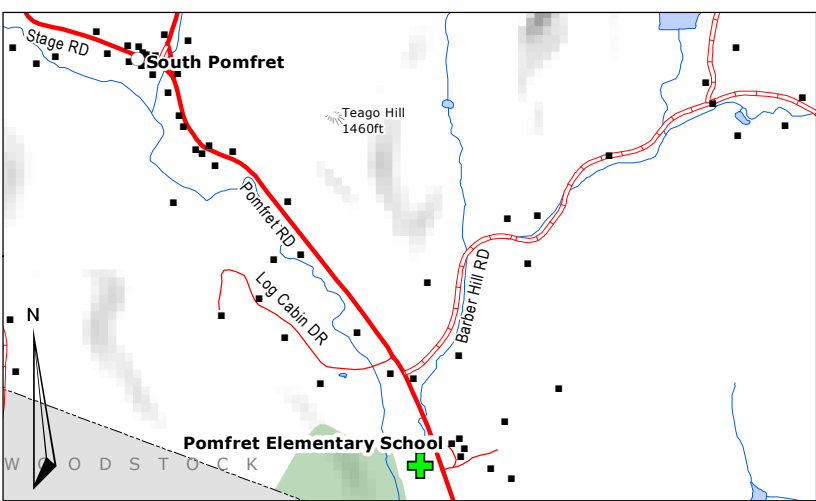 Stage RD
South Pomfret
Teago Hill
1460ft
Pomfret RD
Barber Hill RD
Log Cabin DR
N
Pomfret Elementary School
WOODSTOCK